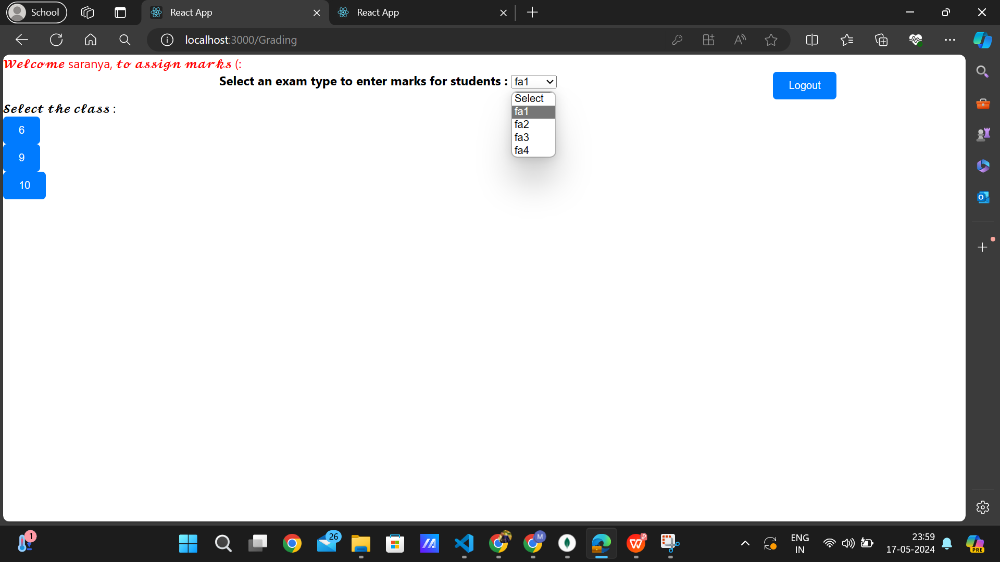 School
React App
React App
localhost:3000/Grading
Welcome saranya, to assign marks (:
Select an exam type to enter marks for students : fa1
Logout
Select
fa1
fa2
fa3
fa4
Select the class :
6
9
10
1
26
M
ENG
IN
23:59
17-05-2024
PRE